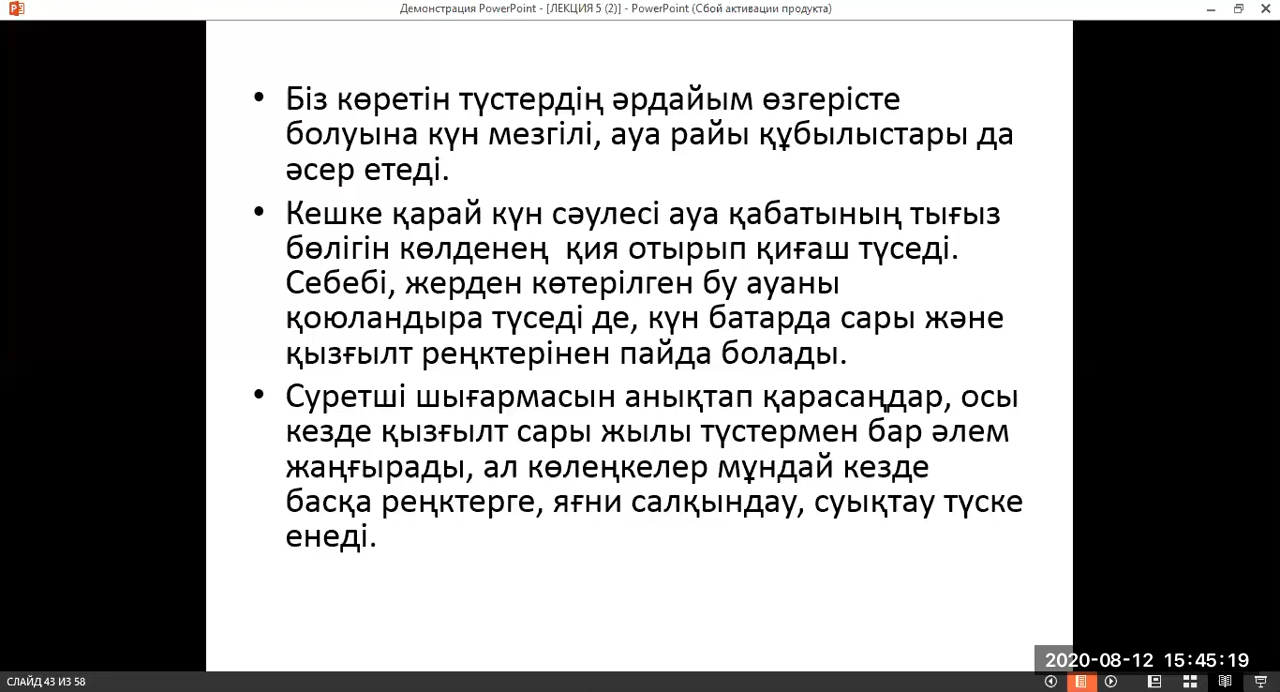 Демонстрация PowerPoint - [ЛЕКЦИЯ 5 (2)] - PowerPoint (Сбой активации продукта)
• Біз көретін түстердің әрдайым өзгерісте
болуына күн мезгілі, ауа райы құбылыстары да
әсер етеді.
• Кешке қарай күн сәулесі ауа қабатының тығыз
бөлігін көлденең қия отырып қиғаш түседі.
Себебі, жерден көтерілген бу ауаны
қоюландыра түседі де, күн батарда сары және
қызғылт реңктерінен пайда болады.
• Суретші шығармасын анықтап қарасаңдар, осы
кезде қызғылт сары жылы түстермен бар әлем
жаңғырады, ал көлеңкелер мұндай кезде
басқа реңктерге, яғни салқындау, суықтау түске
енеді.
2020-08-12 15:45:19
СЛАЙД 43 ИЗ 58